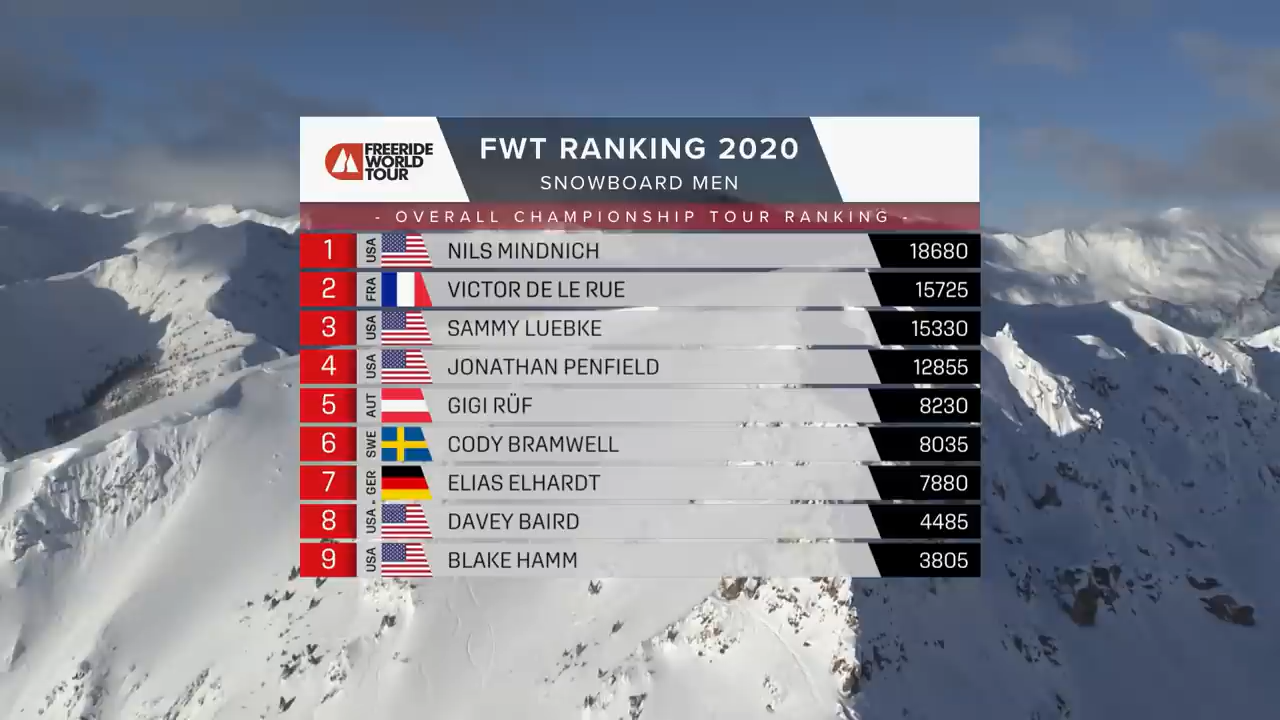 FREERIDE
WORLD
TOUR
FWT RANKING 2020
SNOWBOARD MEN
- OVERALL CHAMPIONSHIP TOUR RANKING -
1 USA NILS MINDNICH 18680
2 FRA VICTOR DE LE RUE 15725
3 USA SAMMY LUEBKE 15330
4 USA JONATHAN PENFIELD 12855
5 AUT GIGI RÜF 8230
6 SWE CODY BRAMWELL 8035
7 GER ELIAS ELHARDT 7880
8 USA DAVEY BAIRD 4485
9 USA BLAKE HAMM 3805